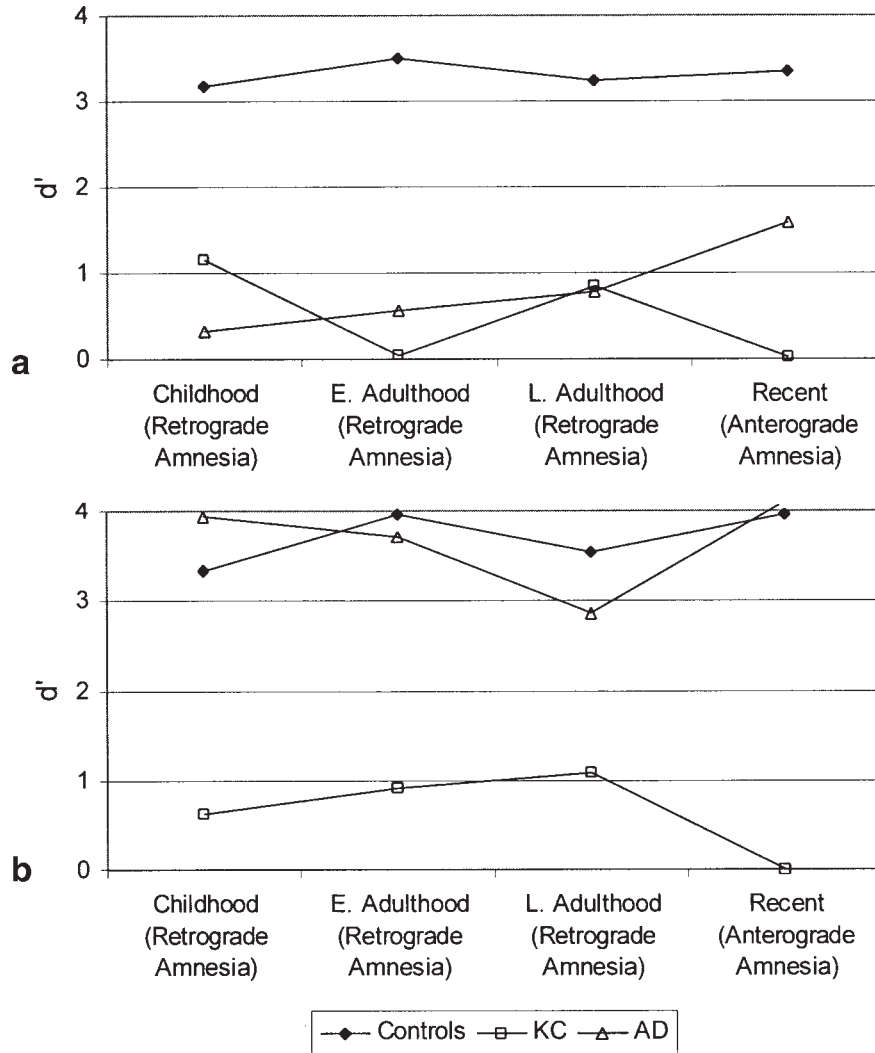 4
3
d'
2
1
0
a
Childhood E. Adulthood L. Adulthood Recent
(Retrograde (Retrograde (Retrograde (Anterograde
Amnesia) Amnesia) Amnesia) Amnesia)
4
3
d'
2
1
0
b
Childhood E. Adulthood L. Adulthood Recent
(Retrograde (Retrograde (Retrograde (Anterograde
Amnesia) Amnesia) Amnesia) Amnesia)
Controls KC AD